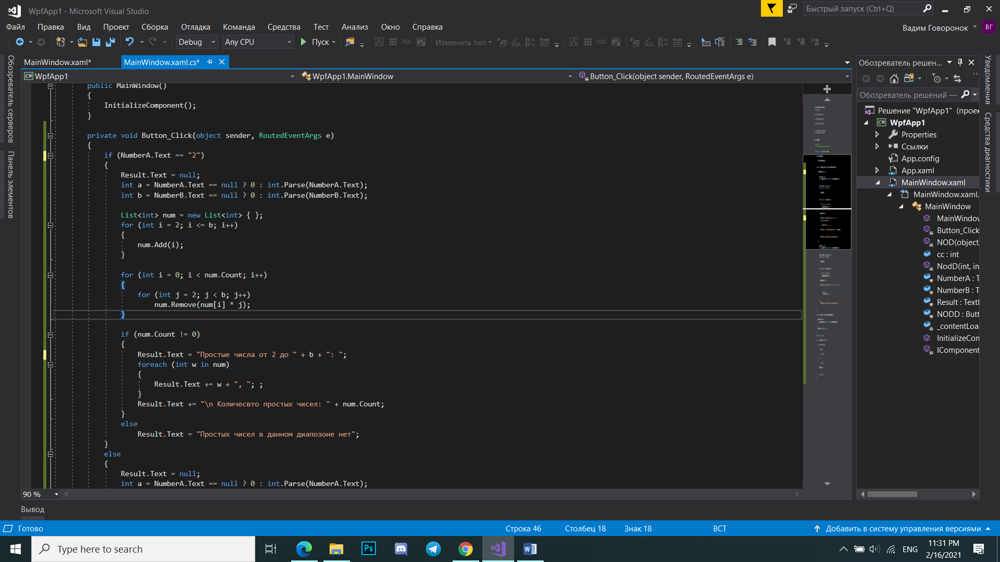 WpfApp1 - Microsoft Visual Studio
Быстрый запуск (Ctrl+Q)
Файл Правка Вид Проект Сборка Отладка Команда Средства Тест Анализ Окно Справка
Вадим Говоронок ВГ
Debug Any CPU Пуск SQL Изменить тип SQL SQL SQL
Обозреватель серверов
Панель элементов
MainWindow.xaml*
MainWindow.xaml.cs*
WpfApp1
WpfApp1.MainWindow
Button_Click(object sender, RoutedEventArgs e)
public MainWindow()
{
InitializeComponent();
}
private void Button_Click(object sender, RoutedEventArgs e)
{
if (NumberA.Text == "2")
{
Result.Text = null;
int a = NumberA.Text == null ? 0 : int.Parse(NumberA.Text);
int b = NumberB.Text == null ? 0 : int.Parse(NumberB.Text);
List<int> num = new List<int> { };
for (int i = 2; i <= b; i++)
{
num.Add(i);
}
for (int i = 0; i < num.Count; i++)
{
for (int j = 2; j < b; j++)
num.Remove(num[i] * j);
}
if (num.Count != 0)
{
Result.Text = "Простые числа от 2 до " + b + ": ";
foreach (int w in num)
{
Result.Text += w + ", "; ;
}
Result.Text += "\n Количесвто простых чисел: " + num.Count;
}
else
Result.Text = "Простых чисел в данном диапозоне нет";
}
else
{
Result.Text = null;
int a = NumberA.Text == null ? 0 : int.Parse(NumberA.Text);
90 %
Обозреватель решен...
Обозреватель решений —
Решение "WpfApp1" (проек
WpfApp1
Properties
Ссылки
App.config
App.xaml
MainWindow.xaml
MainWindow.xaml.
MainWindow
MainWindow
Button_Click
NOD(object,
cc : int
NodD(int, in
NumberA : T
NumberB : T
Result : Text
NODD : Butt
_contentLoa
InitializeCon
IComponent
Уведомления
Средства диагностики
Вывод
Готово Строка 46 Столбец 18 Знак 18 ВСТ Добавить в систему управления версиями
Type here to search
Ps
ENG
11:31 PM
2/16/2021